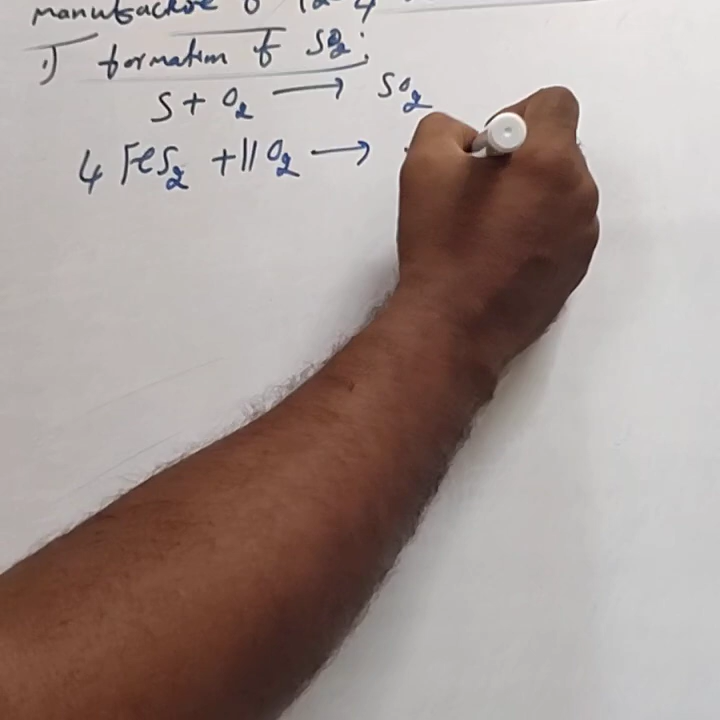 manufacture
i) formation of SO2:
S + O2 → SO2
4 FeS2 + 11 O2 →